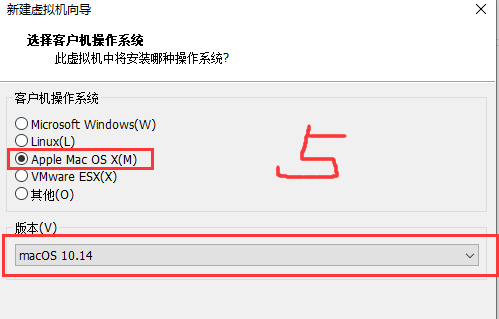 新建虚拟机向导
选择客户机操作系统
此虚拟机中将安装哪种操作系统?
客户机操作系统
Microsoft Windows(W)
Linux(L)
Apple Mac OS X(M)
VMware ESX(X)
其他(O)
5
版本(V)
macOS 10.14